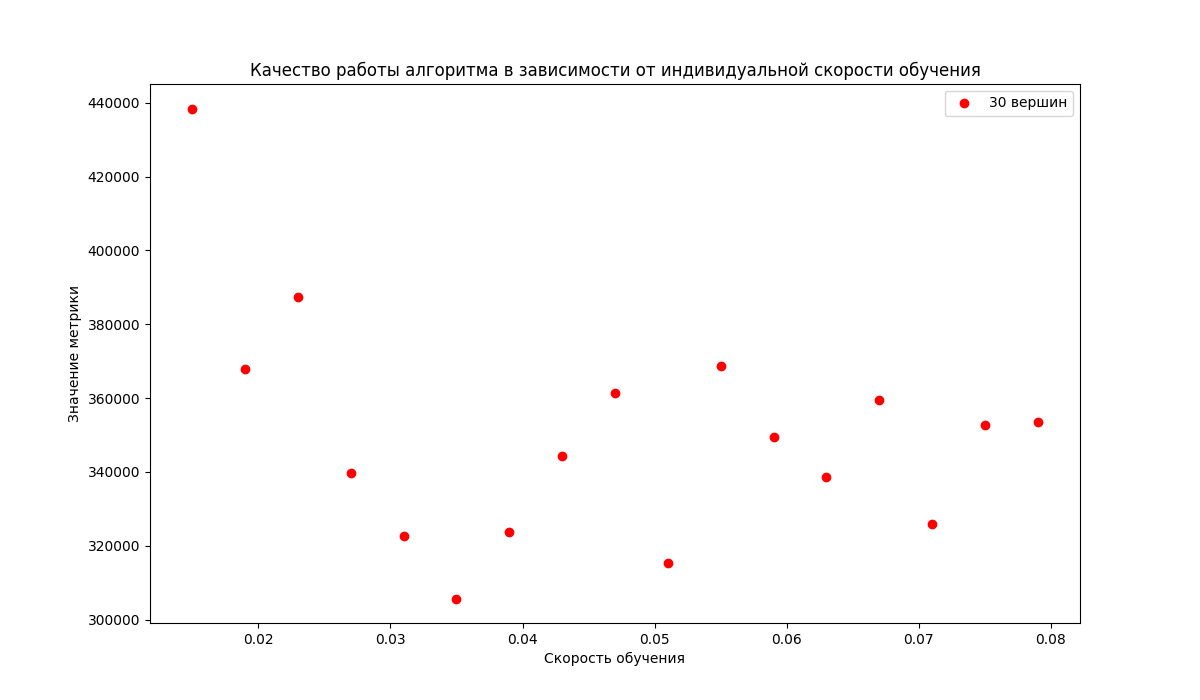 Качество работы алгоритма в зависимости от индивидуальной скорости обучения
30 вершин
440000
420000
400000
380000
360000
340000
320000
300000
Значение метрики
0.02 0.03 0.04 0.05 0.06 0.07 0.08
Скорость обучения